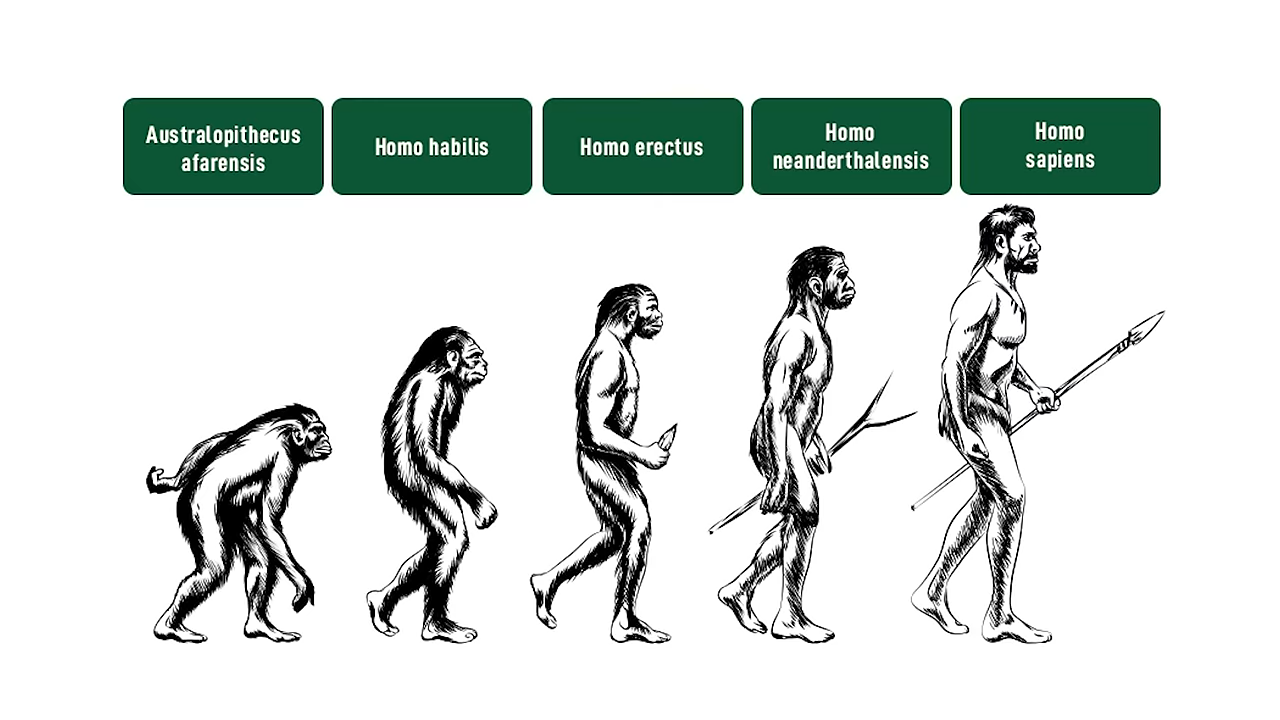 Australopithecus
afarensis
Homo habilis
Homo erectus
Homo
neanderthalensis
Homo
sapiens